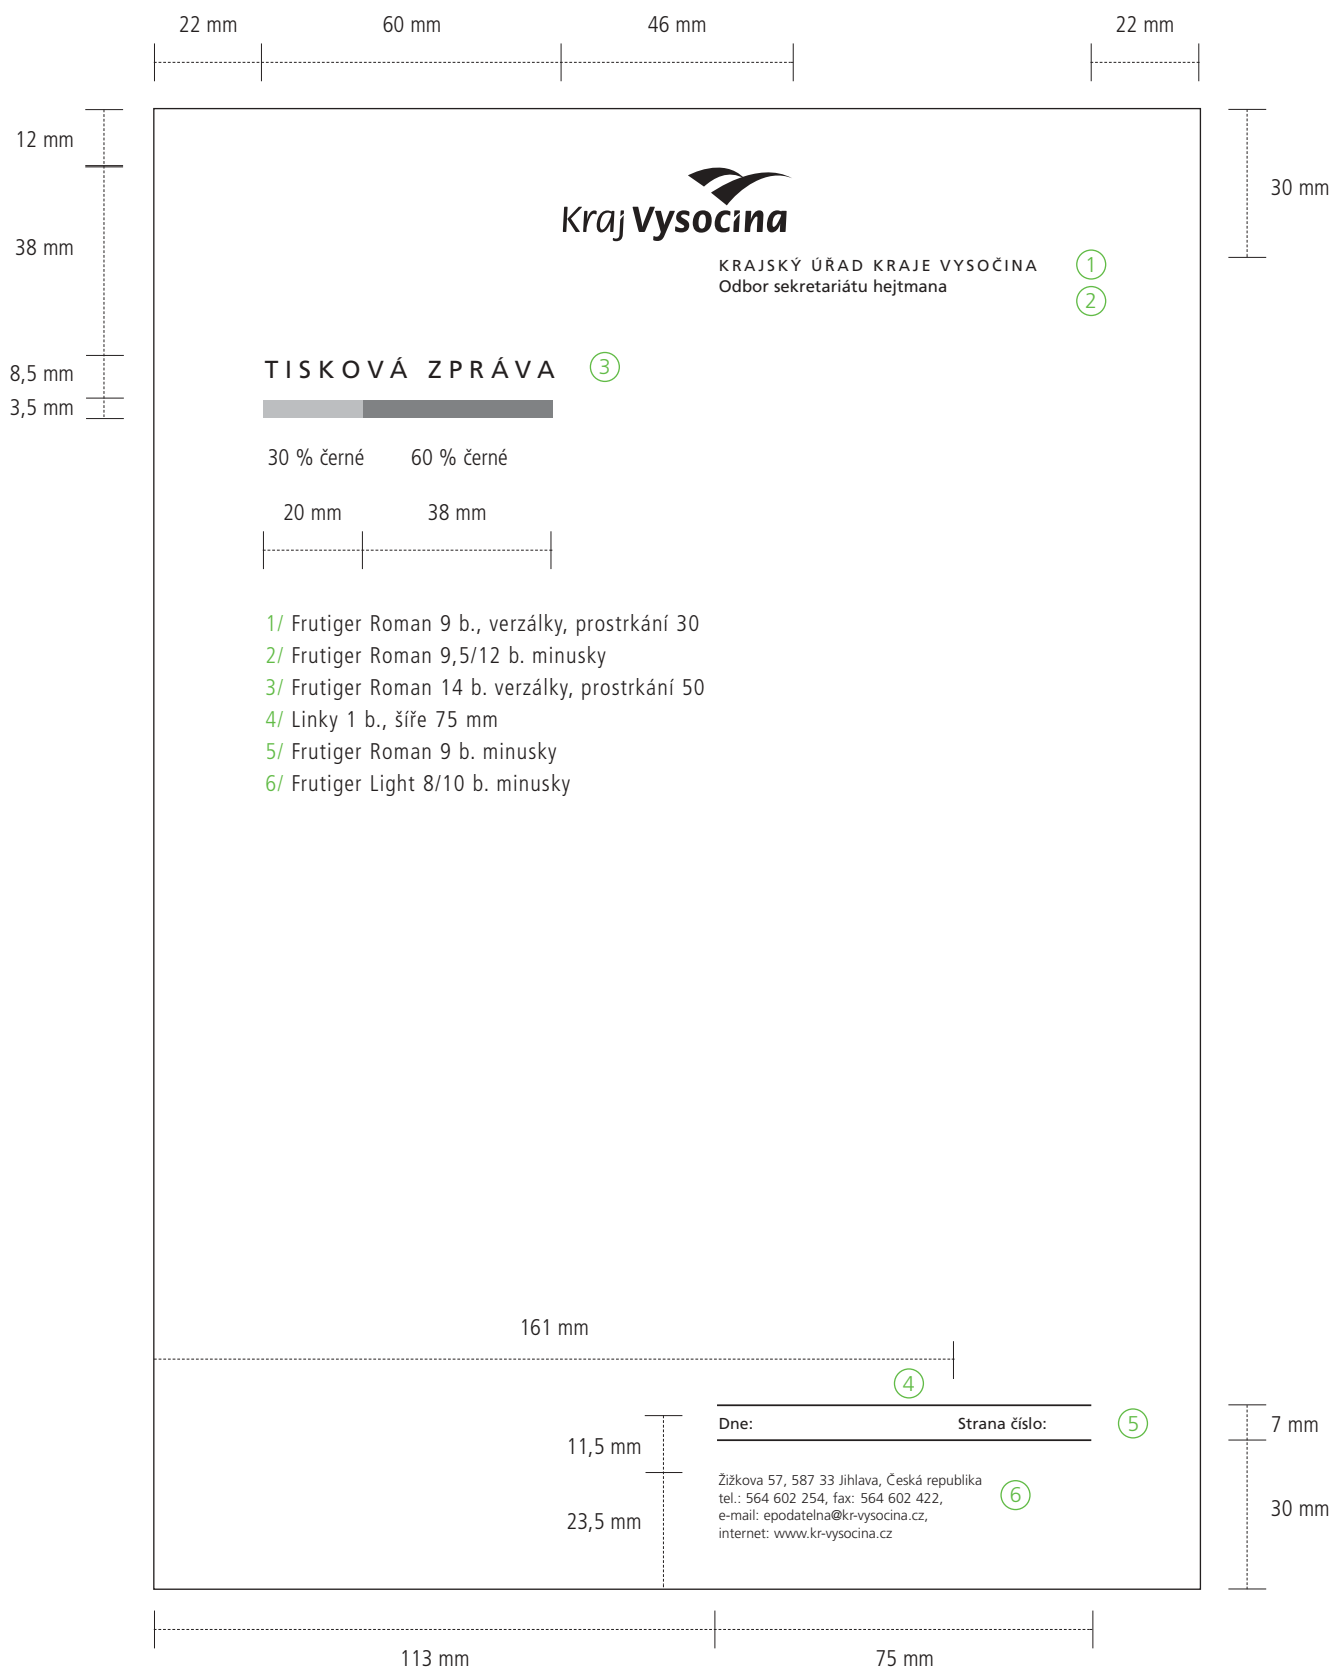 22 mm 60 mm 46 mm 22 mm
12 mm
30 mm
38 mm
Kraj Vysocina
KRAJSKÝ ÚŘAD KRAJE VYSOČINA 1
Odbor sekretariátu hejtmana 2
TISKOVÁ ZPRÁVA 3
8,5 mm
3,5 mm
30 % černé 60 % černé
20 mm 38 mm
1/ Frutiger Roman 9 b., verzálky, prostrkání 30
2/ Frutiger Roman 9,5/12 b. minusky
3/ Frutiger Roman 14 b. verzálky, prostrkání 50
4/ Linky 1 b., šíře 75 mm
5/ Frutiger Roman 9 b. minusky
6/ Frutiger Light 8/10 b. minusky
161 mm
4
Dne: Strana číslo: 5
7 mm
11,5 mm
Žižkova 57, 587 33 Jihlava, Česká republika
tel.: 564 602 254, fax: 564 602 422,
e-mail: epodatelna@kr-vysocina.cz,
internet: www.kr-vysocina.cz
6
23,5 mm
30 mm
113 mm 75 mm